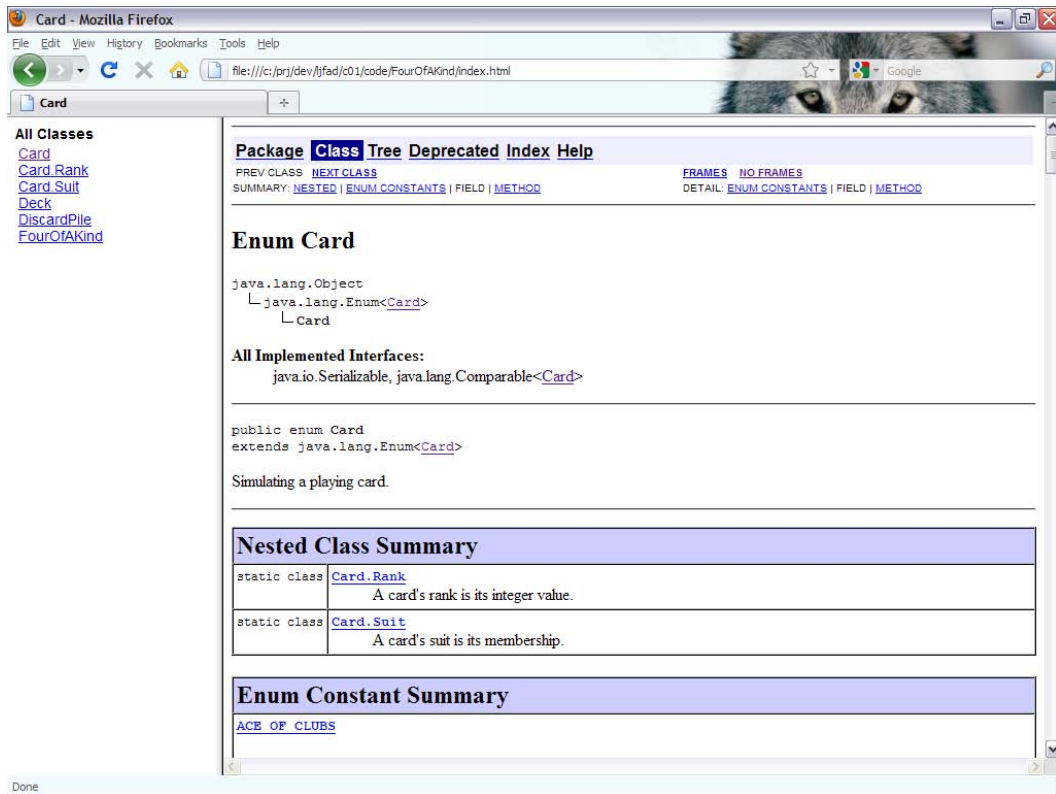 Card - Mozilla Firefox
File Edit View History Bookmarks Tools Help
file:///c:/prj/dev/ljfad/c01/code/FourOfAKind/index.html
Google
Card
All Classes
Card
Card.Rank
Card.Suit
Deck
DiscardPile
FourOfAKind
Package Class Tree Deprecated Index Help
PREV CLASS NEXT CLASS FRAMES NO FRAMES
SUMMARY: NESTED | ENUM CONSTANTS | FIELD | METHOD DETAIL: ENUM CONSTANTS | FIELD | METHOD
Enum Card
java.lang.Object
java.lang.Enum<Card>
Card
All Implemented Interfaces:
java.io.Serializable, java.lang.Comparable<Card>
public enum Card
extends java.lang.Enum<Card>
Simulating a playing card.
Nested Class Summary
static class Card.Rank
A card's rank is its integer value.
static class Card.Suit
A card's suit is its membership.
Enum Constant Summary
ACE_OF_CLUBS
Done